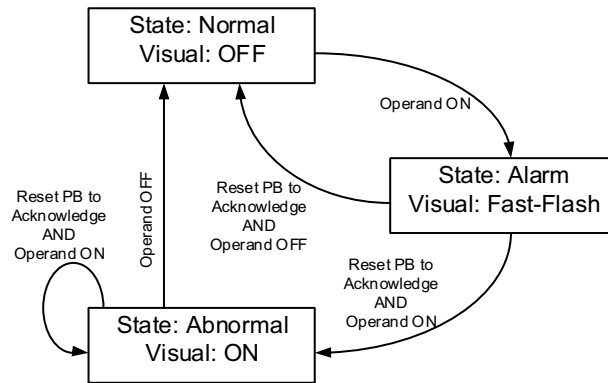 State: Normal
Visual: OFF
Operand ON
State: Alarm
Visual: Fast-Flash
Reset PB to
Acknowledge
AND
Operand OFF
Operand OFF
Reset PB to
Acknowledge
AND
Operand ON
Reset PB to
Acknowledge
AND
Operand ON
State: Abnormal
Visual: ON